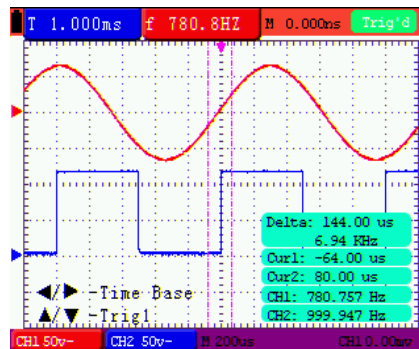 T 1.000ms f 780.8HZ M 0.000ns Trig'd
Delta: 144.00 us
6.94 KHz
Cur1: -64.00 us
Cur2: 80.00 us
CH1: 780.757 Hz
CH2: 999.947 Hz
◀/▶ -Time Base
▲/▼ -Trig1
CH1 50v- CH2 50v- M 200us CH1 0.00mv